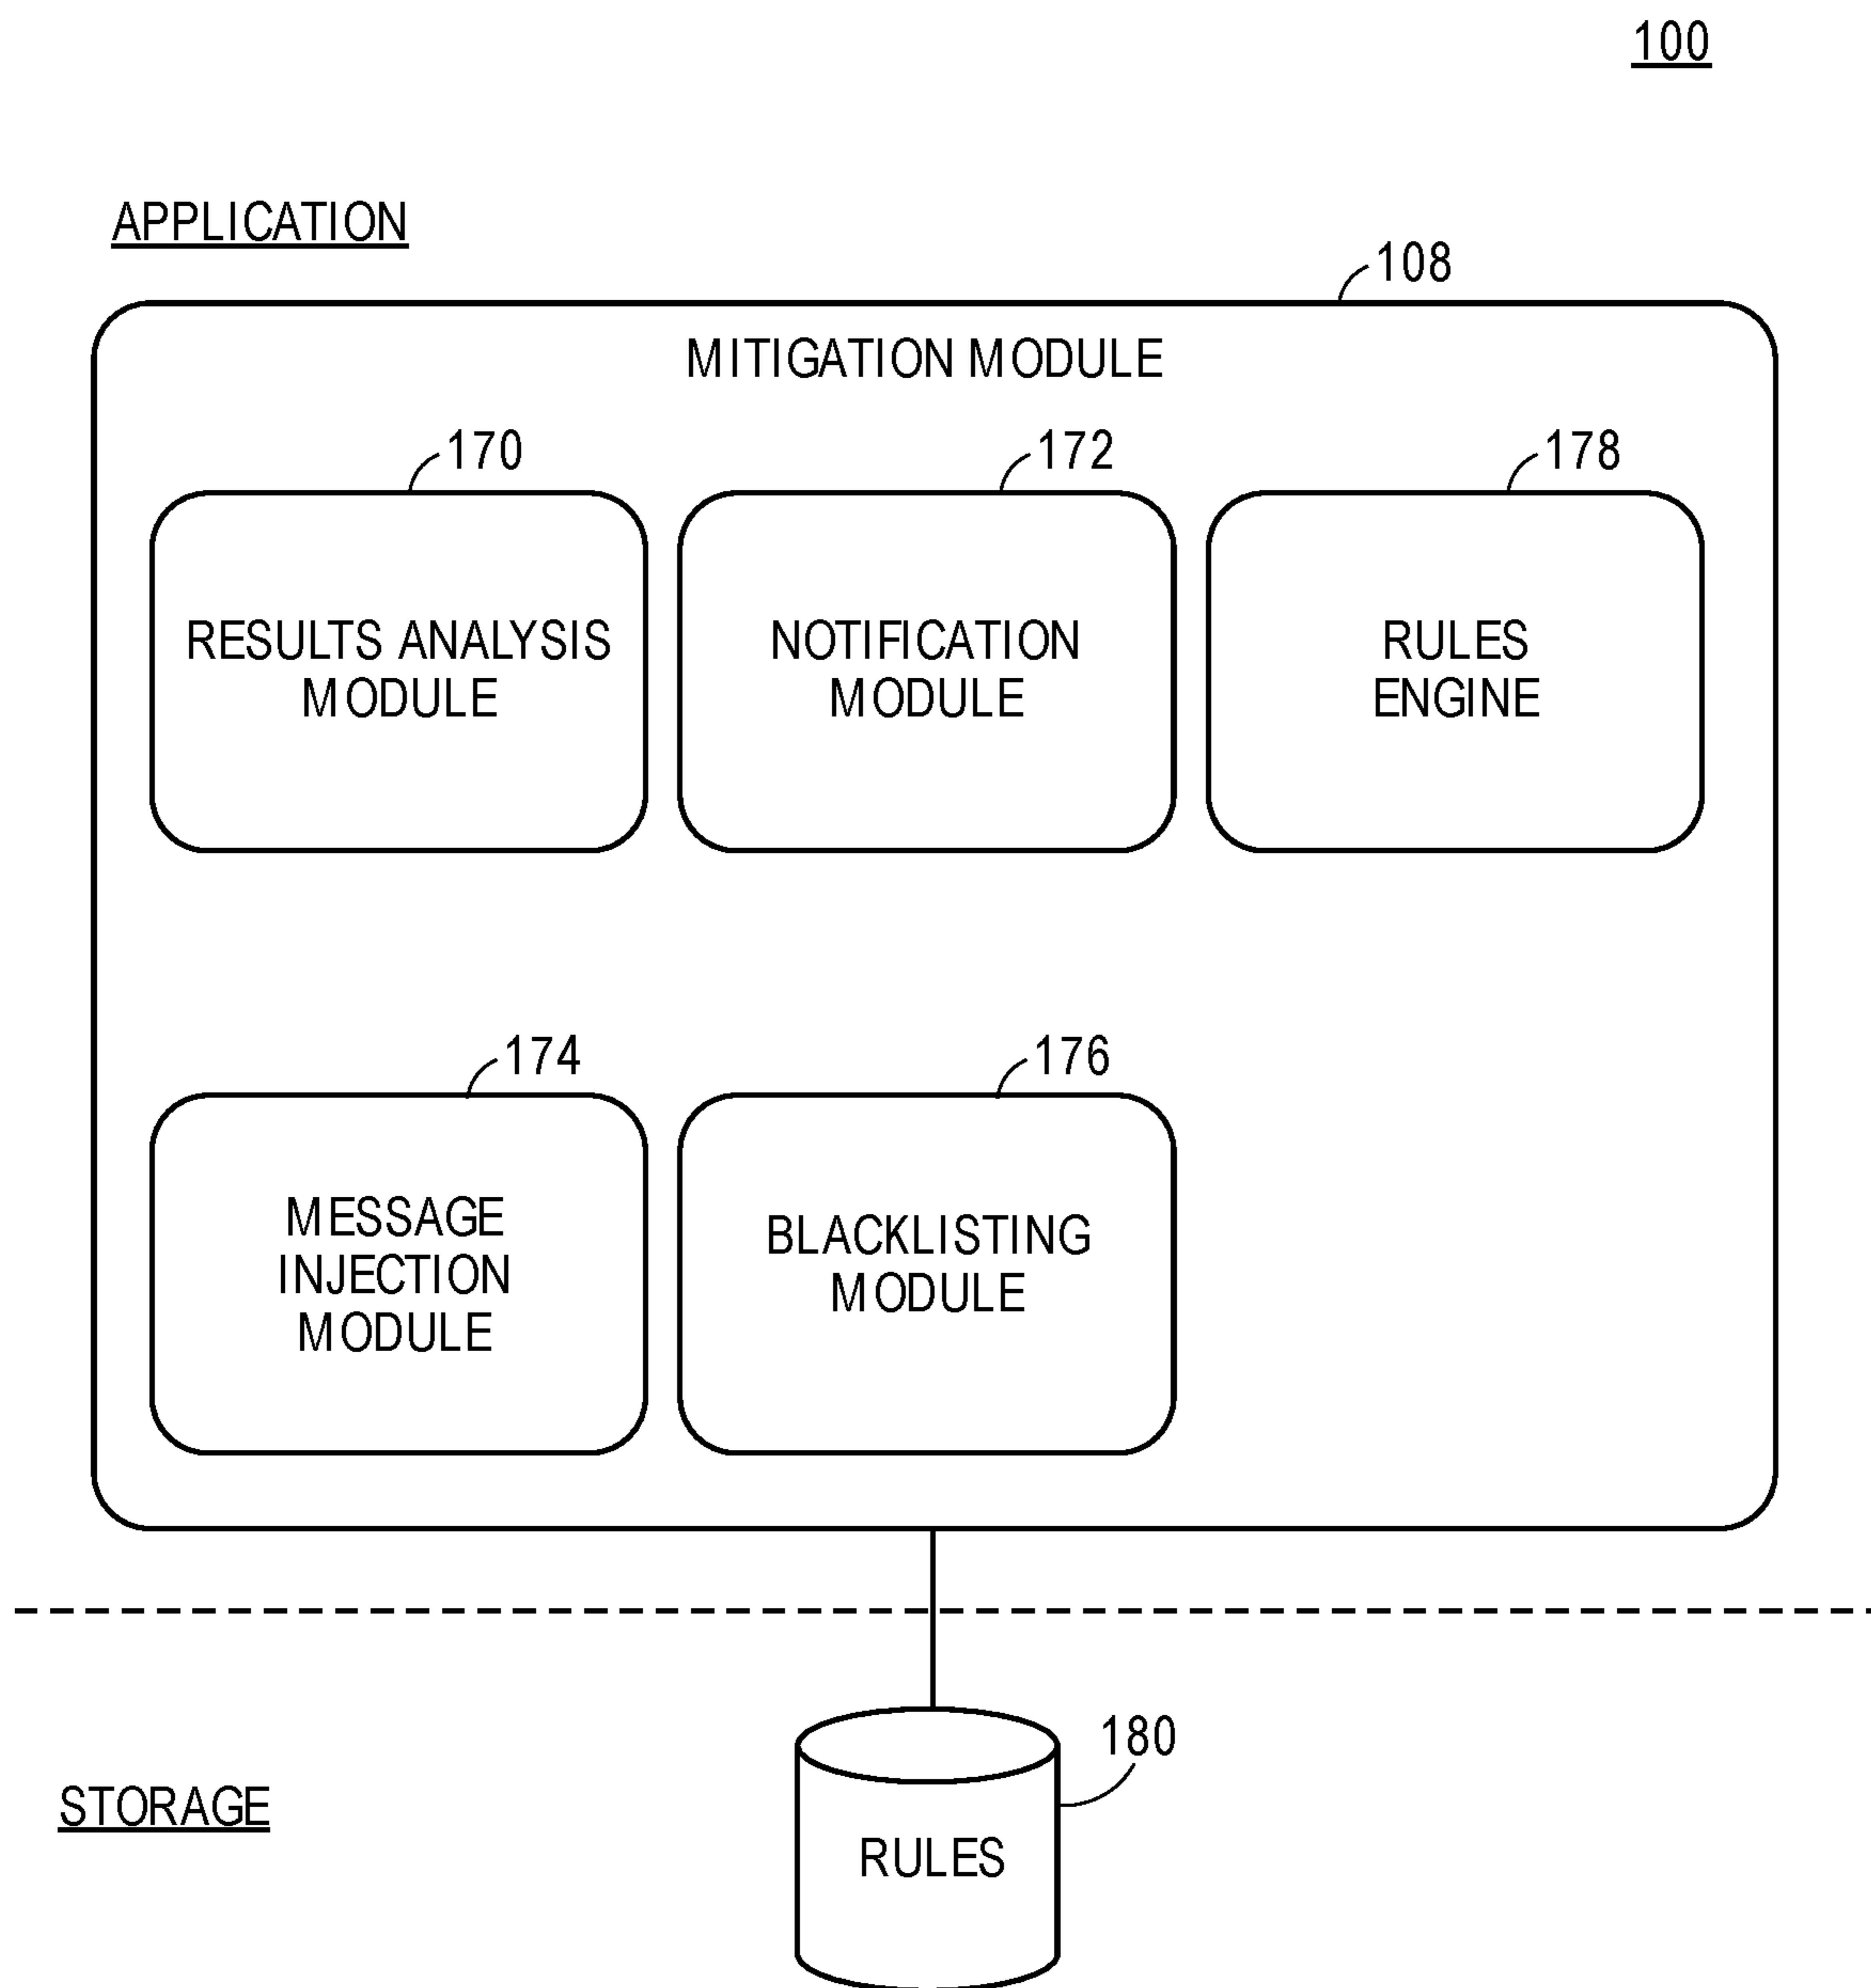 100
APPLICATION
108
MITIGATION MODULE
170
172
178
RESULTS ANALYSIS
MODULE
NOTIFICATION
MODULE
RULES
ENGINE
174
176
MESSAGE
INJECTION
MODULE
BLACKLISTING
MODULE
180
STORAGE
RULES